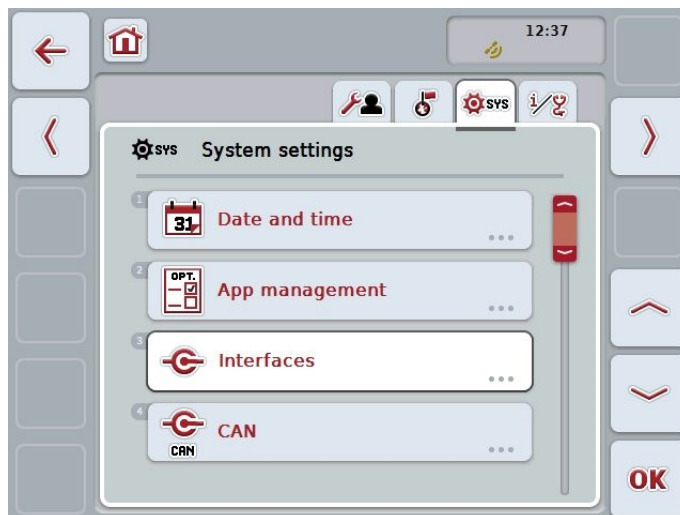 12:37
SYS
i/
SYS System settings
1
31
Date and time
2
OPT.
App management
3
Interfaces
4
CAN
CAN
OK